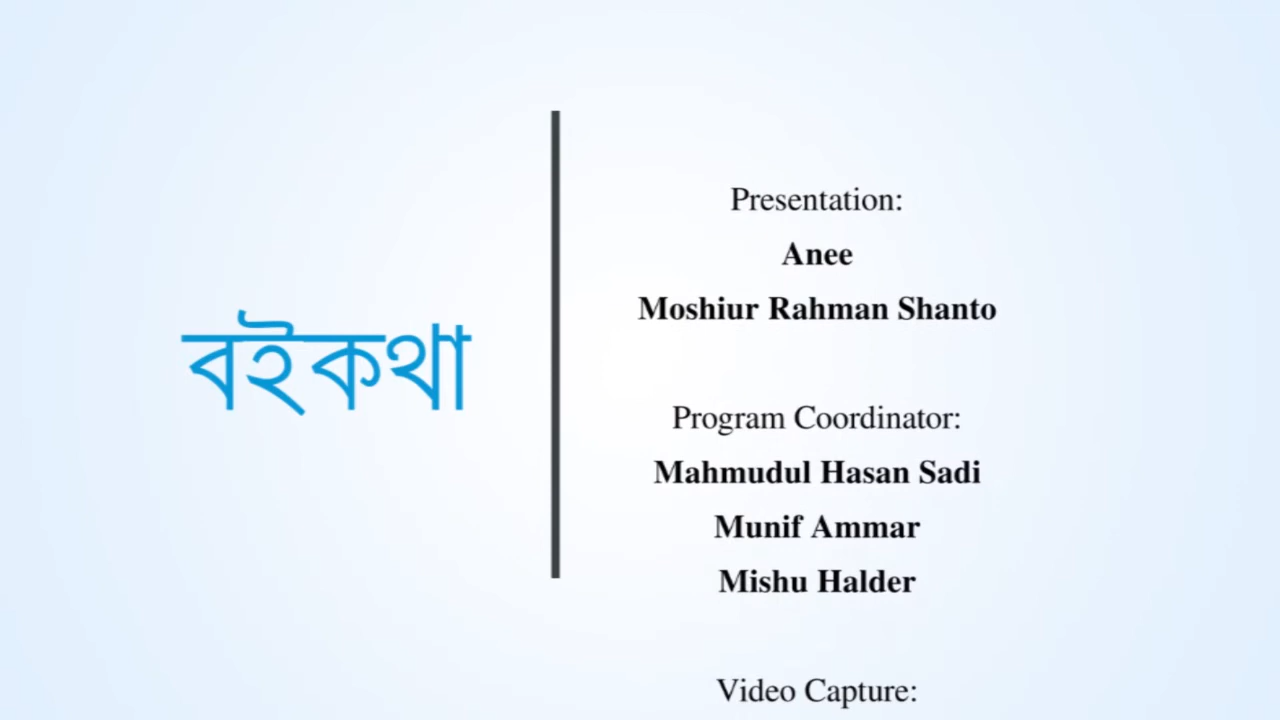 বইকথা
Presentation:
Anee
Moshiur Rahman Shanto
Program Coordinator:
Mahmudul Hasan Sadi
Munif Ammar
Mishu Halder
Video Capture: